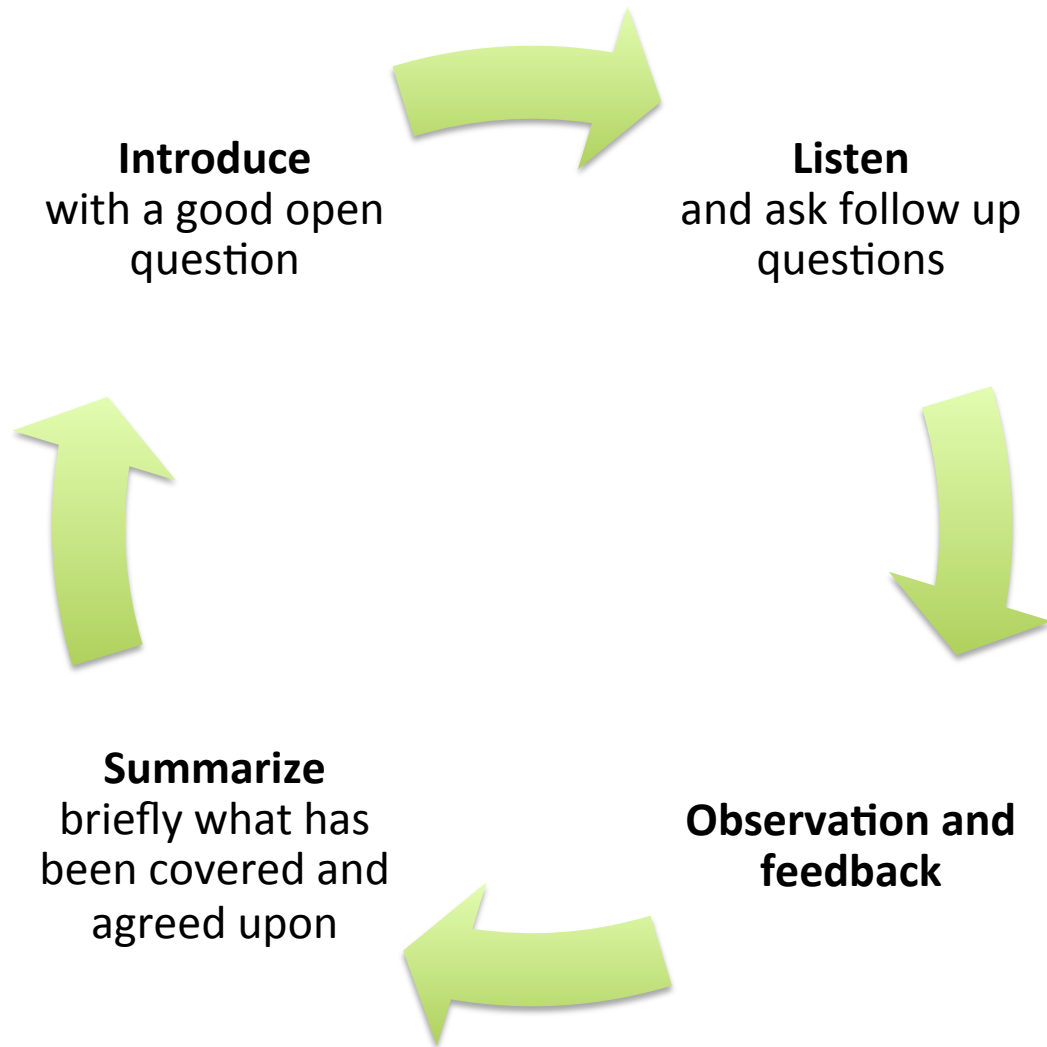 Introduce
with a good open
question
Listen
and ask follow up
questions
Observation and
feedback
Summarize
briefly what has
been covered and
agreed upon